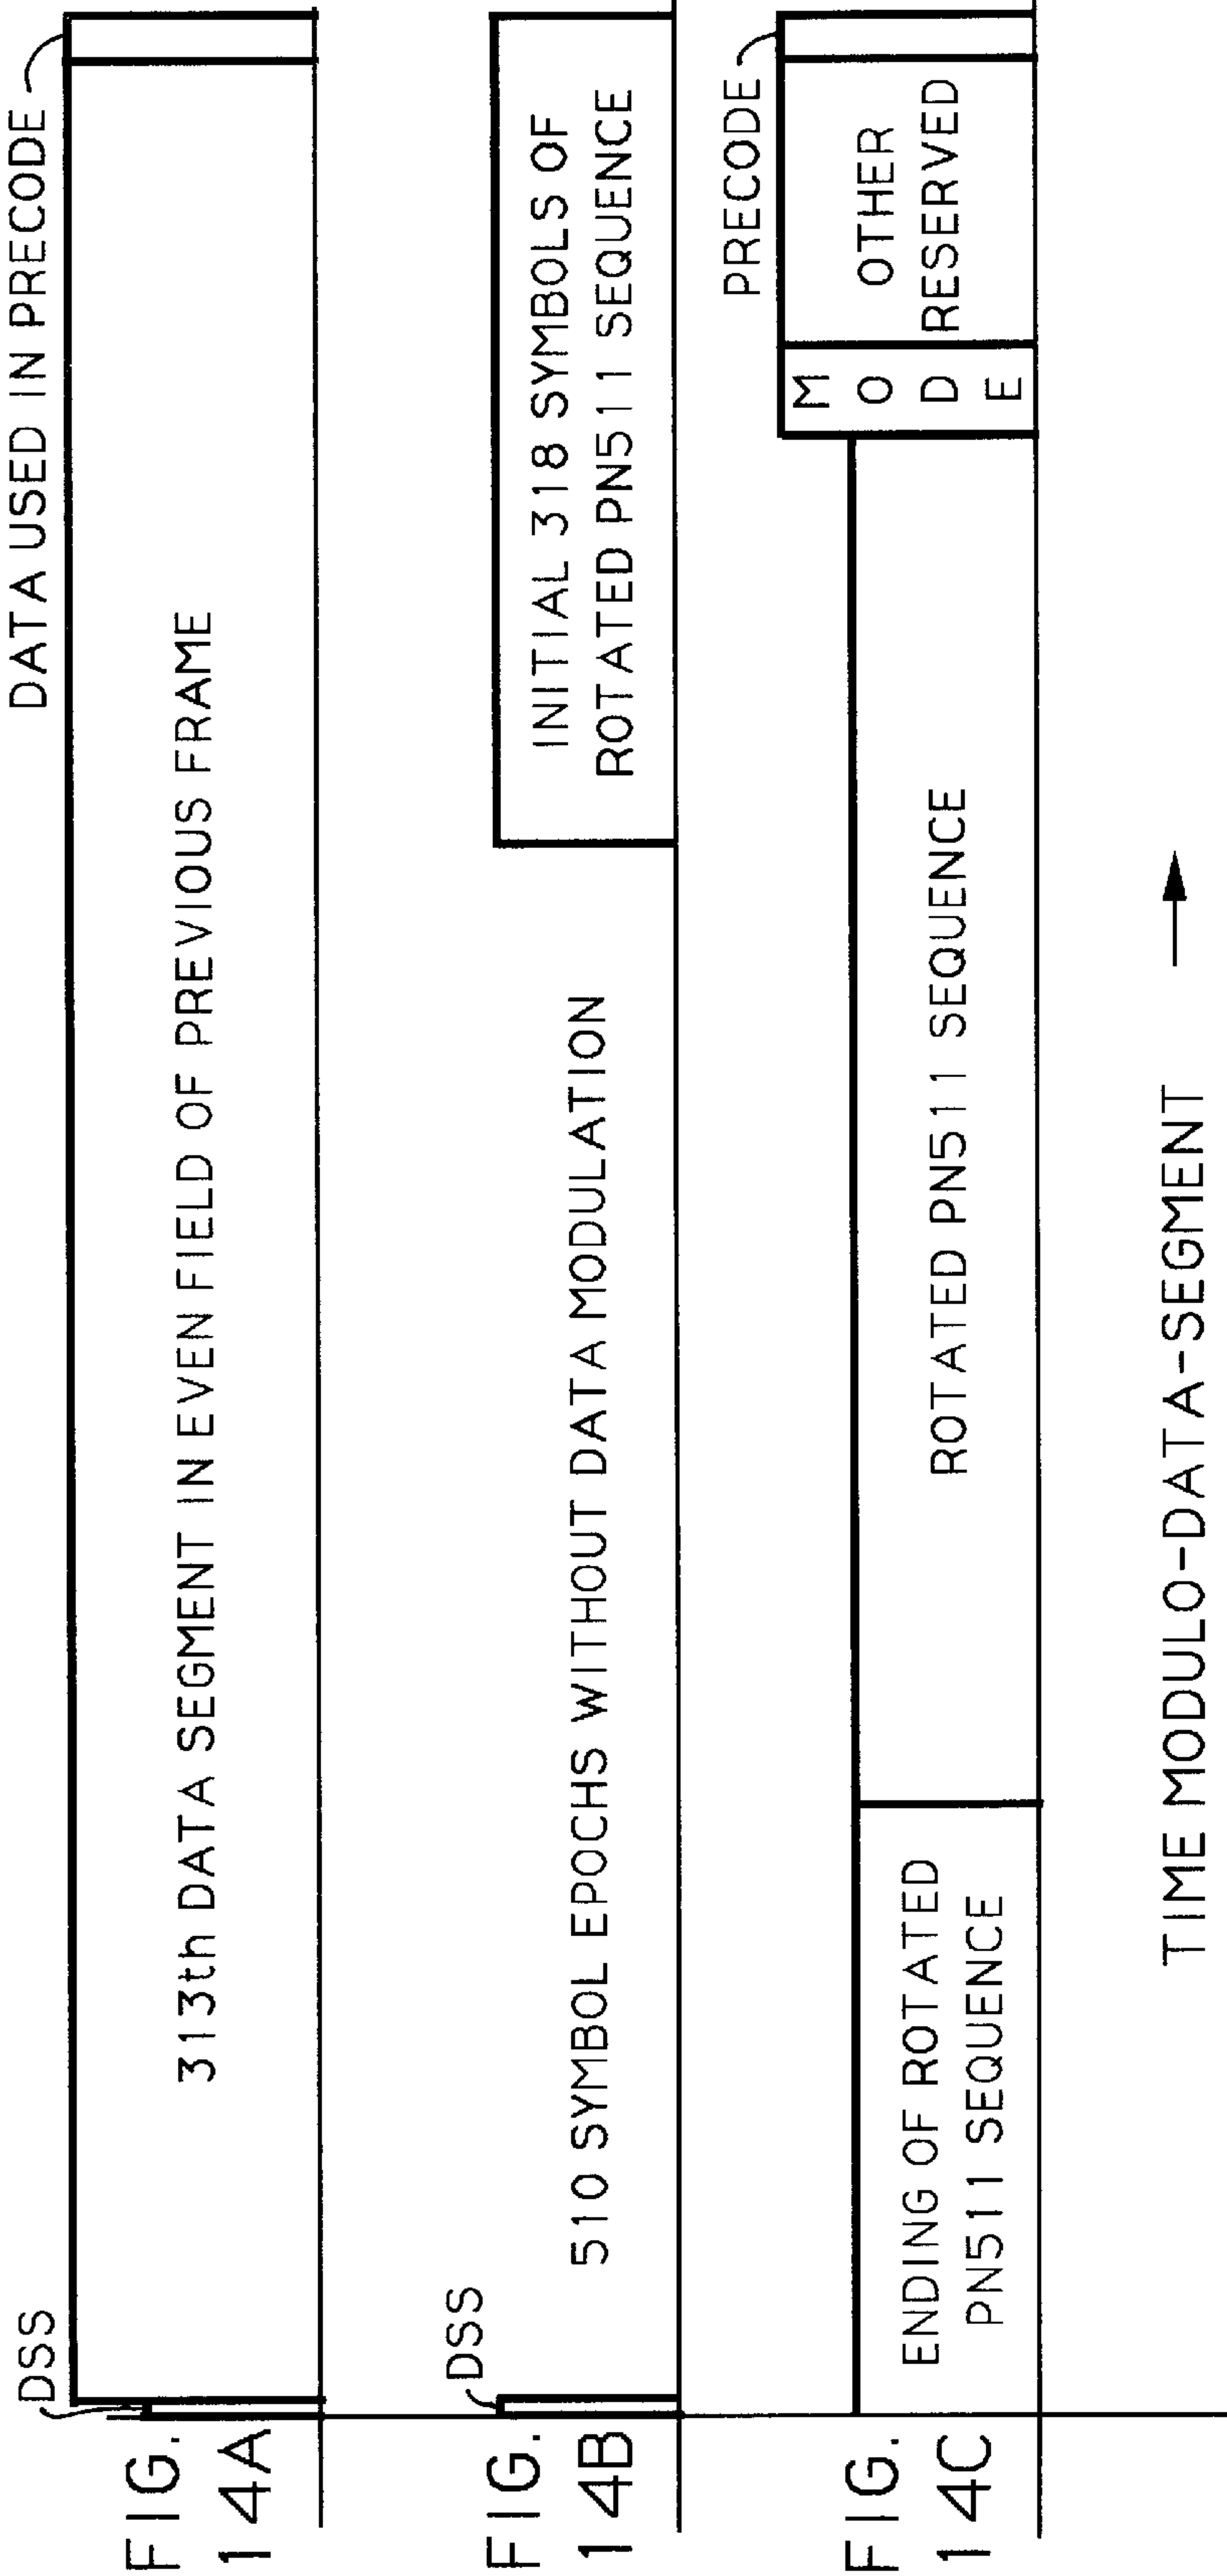 DATA USED IN PRECODE
DSS
FIG.
14A
313th DATA SEGMENT IN EVEN FIELD OF PREVIOUS FRAME
DSS
FIG.
14B
510 SYMBOL EPOCHS WITHOUT DATA MODULATION
INITIAL 318 SYMBOLS OF
ROTATED PN511 SEQUENCE
PRECODE
FIG.
14C
ENDING OF ROTATED
PN511 SEQUENCE
ROTATED PN511 SEQUENCE
M
O
D
E
OTHER
RESERVED
TIME MODULO-DATA-SEGMENT